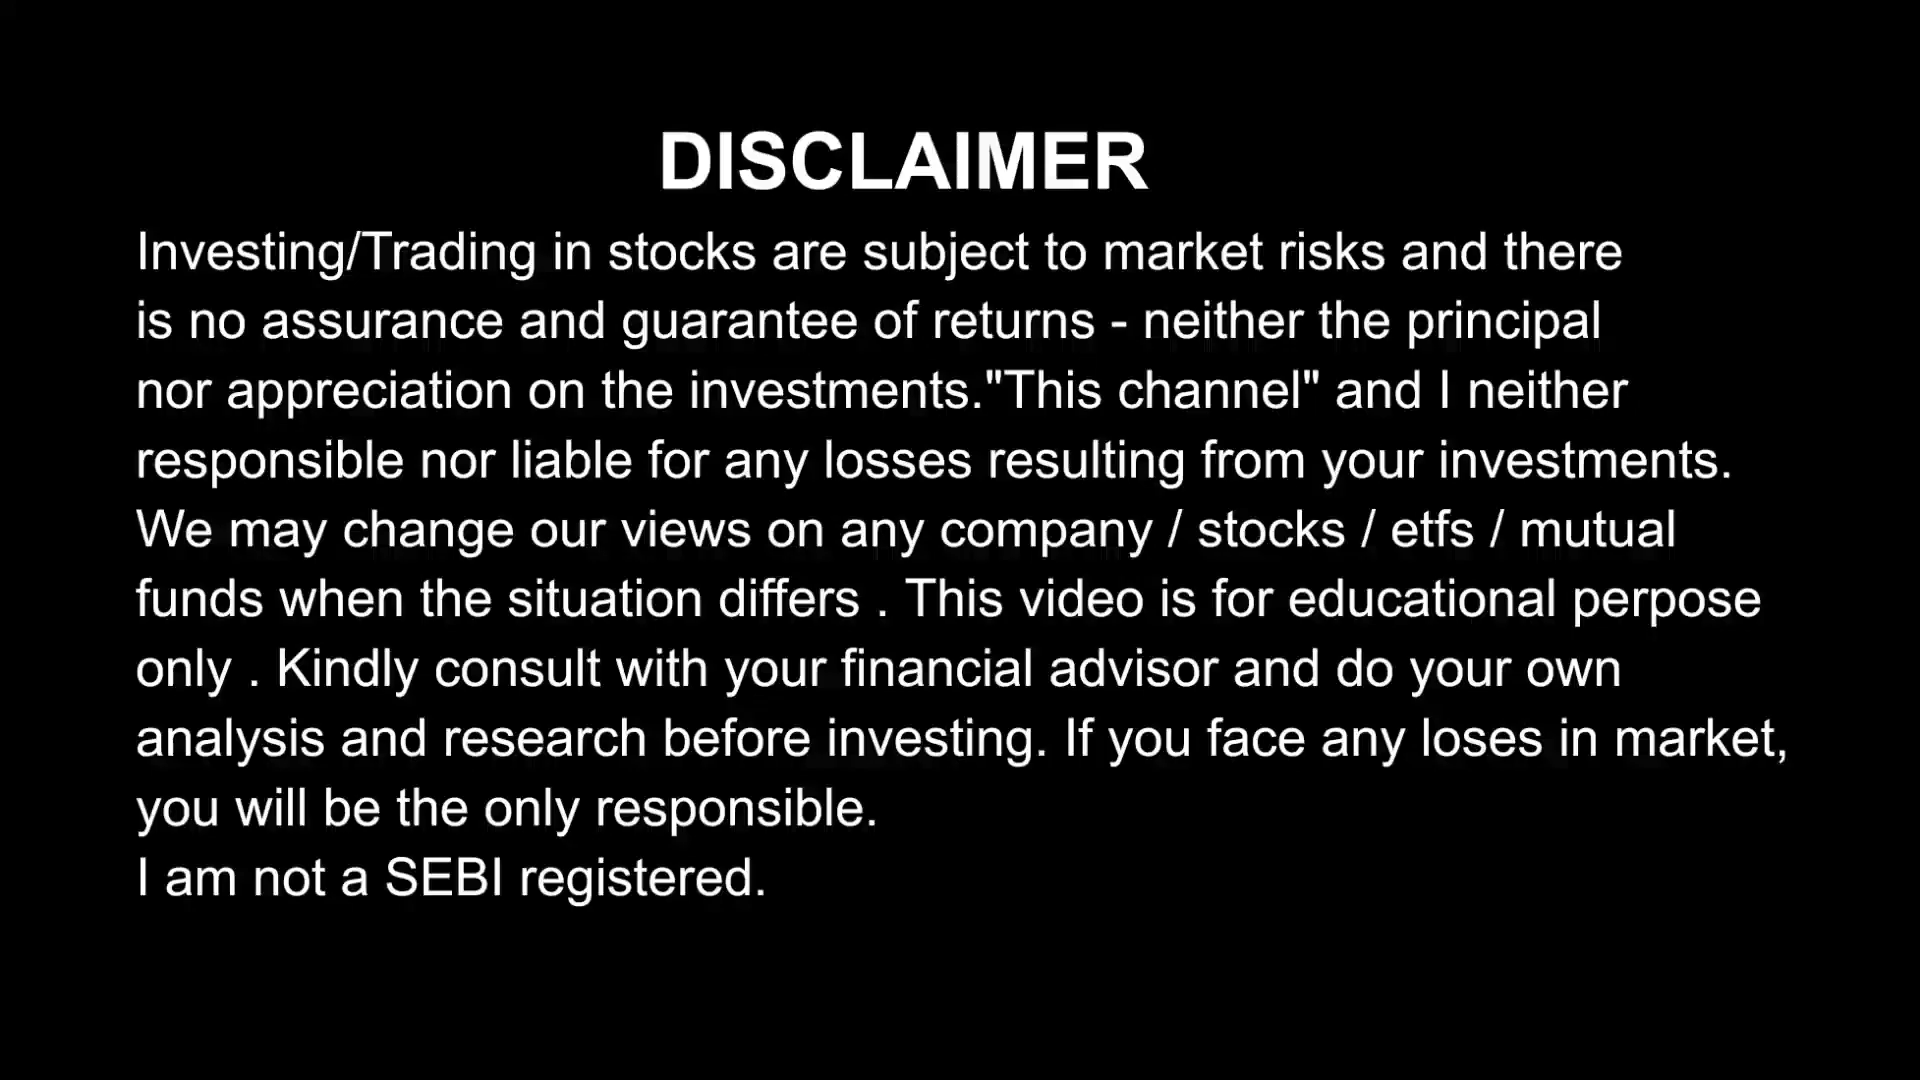 DISCLAIMER
Investing/Trading in stocks are subject to market risks and there
is no assurance and guarantee of returns - neither the principal
nor appreciation on the investments."This channel" and I neither
responsible nor liable for any losses resulting from your investments.
We may change our views on any company / stocks / etfs / mutual
funds when the situation differs . This video is for educational perpose
only . Kindly consult with your financial advisor and do your own
analysis and research before investing. If you face any loses in market,
you will be the only responsible.
I am not a SEBI registered.